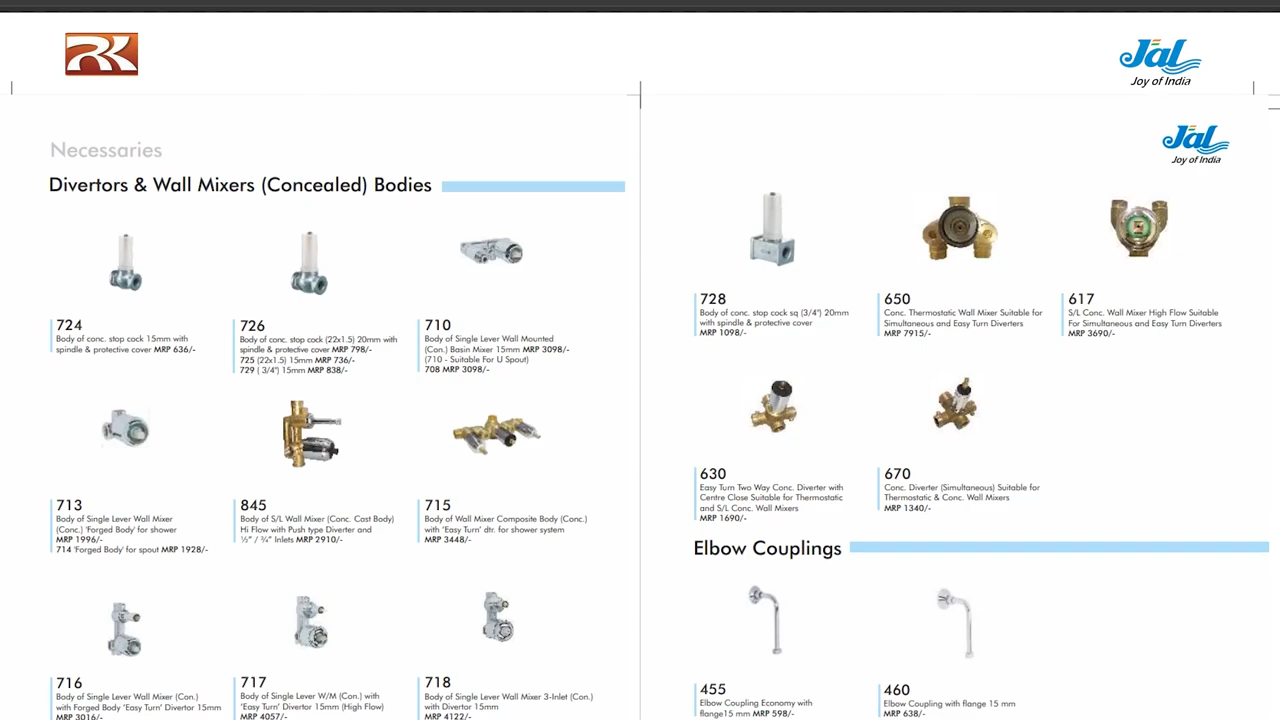 RK
Jal
Joy of India
Jal
Joy of India
Necessaries
Divertors & Wall Mixers (Concealed) Bodies
724
Body of conc. stop cock 15mm with
spindle & protective cover MRP 636/-
726
Body of conc. stop cock (22x1.5) 20mm with
spindle & protective cover MRP 798/-
725 (22x1.5) 15mm MRP 736/-
729 ( 3/4") 15mm MRP 838/-
710
Body of Single Lever Wall Mounted
(Con.) Basin Mixer 15mm MRP 3098/-
(710 - Suitable For U Spout)
708 MRP 3098/-
713
Body of Single Lever Wall Mixer
(Conc.) 'Forged Body' for shower
MRP 1996/-
714 'Forged Body' for spout MRP 1928/-
845
Body of S/L Wall Mixer (Conc. Cast Body)
Hi Flow with Push type Diverter and
½” / ¾” Inlets MRP 2910/-
715
Body of Wall Mixer Composite Body (Conc.)
with 'Easy Turn' dtr. for shower system
MRP 3448/-
716
Body of Single Lever Wall Mixer (Con.)
with Forged Body 'Easy Turn' Divertor 15mm
MRP 3016/-
717
Body of Single Lever W/M (Con.) with
'Easy Turn' Divertor 15mm (High Flow)
MRP 4057/-
718
Body of Single Lever Wall Mixer 3-Inlet (Con.)
with Divertor 15mm
MRP 4122/-
728
Body of conc. stop cock sq (3/4") 20mm
with spindle & protective cover
MRP 1098/-
650
Conc. Thermostatic Wall Mixer Suitable for
Simultaneous and Easy Turn Diverters
MRP 7915/-
617
S/L Conc. Wall Mixer High Flow Suitable
For Simultaneous and Easy Turn Diverters
MRP 3690/-
630
Easy Turn Two Way Conc. Diverter with
Centre Close Suitable for Thermostatic
and S/L Conc. Wall Mixers
MRP 1690/-
670
Conc. Diverter (Simultaneous) Suitable for
Thermostatic & Conc. Wall Mixers
MRP 1340/-
Elbow Couplings
455
Elbow Coupling Economy with
flange15 mm MRP 598/-
460
Elbow Coupling with flange 15 mm
MRP 638/-